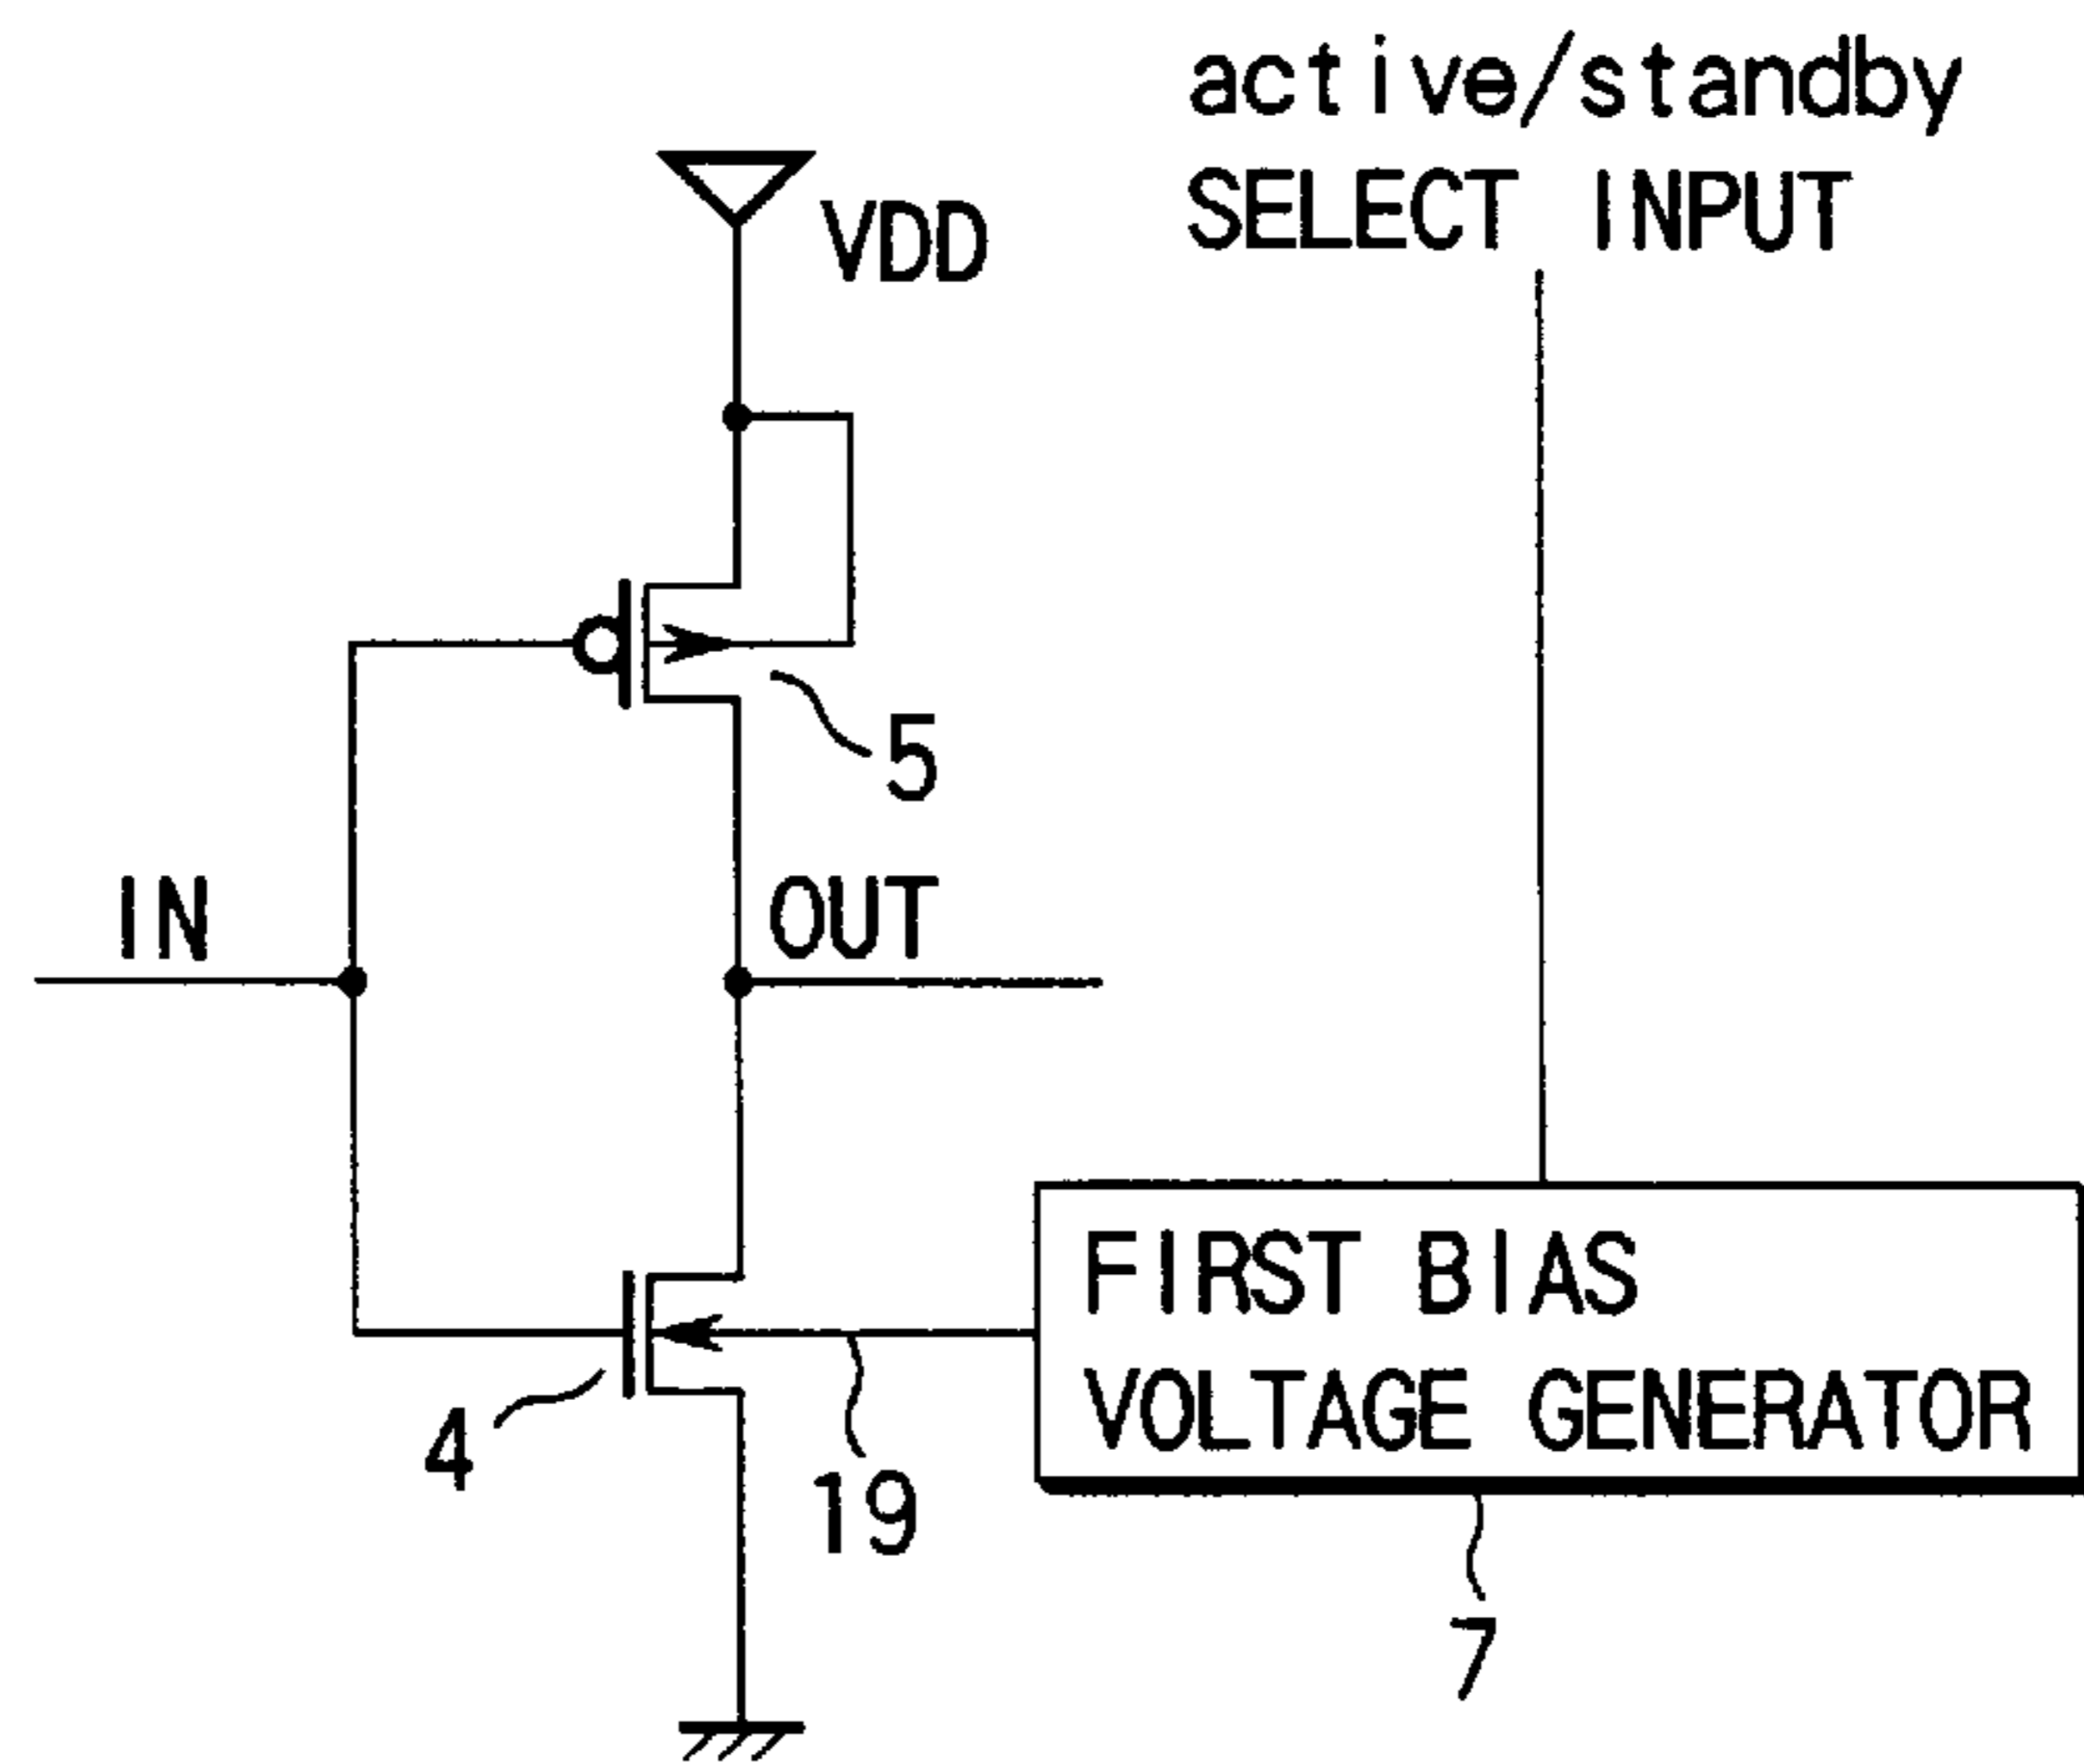 active/standby
SELECT INPUT
VDD
5
IN
OUT
FIRST BIAS
VOLTAGE GENERATOR
4
19
7